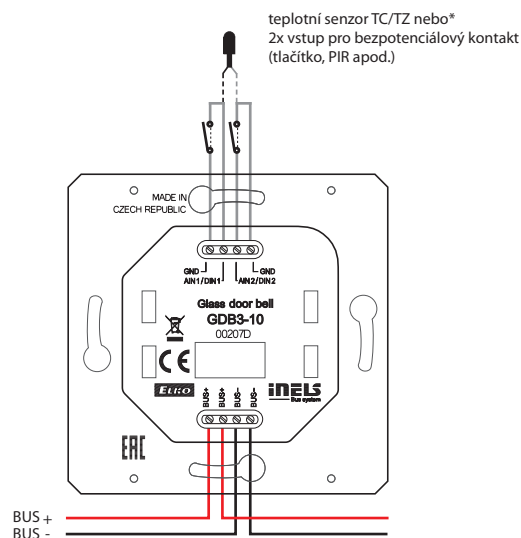 teplotní senzor TC/TZ nebo*
2x vstup pro bezpotenciálový kontakt
(tlačítko, PIR apod.)
MADE IN
CZECH REPUBLIC
GND GND
AIN1/DIN1 AIN2/DIN2
Glass door bell
GDB3-10
00207D
CE
ELKO iNELS
Bus system
BUS+ BUS+ BUS- BUS-
EAC
BUS +
BUS -